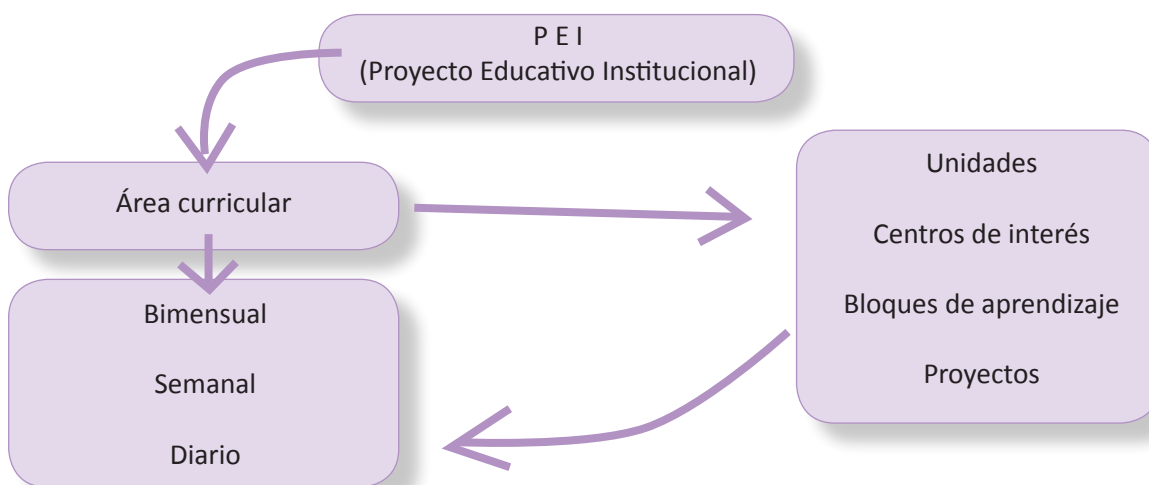 P E I
(Proyecto Educativo Institucional)
Área curricular
Bimensual
Semanal
Diario
Unidades
Centros de interés
Bloques de aprendizaje
Proyectos